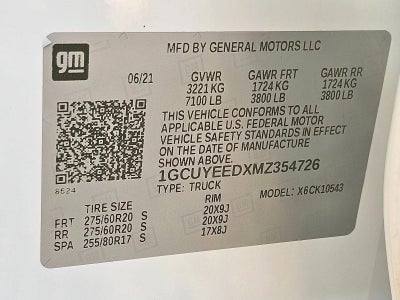 gm
MFD BY GENERAL MOTORS LLC
06/21 GVWR GAWR FRT GAWR RR
3221 KG 1724 KG 1724 KG
7100 LB 3800 LB 3800 LB
THIS VEHICLE CONFORMS TO ALL
APPLICABLE U.S. FEDERAL MOTOR
VEHICLE SAFETY STANDARDS IN EFFECT
ON THE DATE OF MANUFACTURE
SHOWN ABOVE.
1GCUYEEDXMZ354726
8524
TYPE: TRUCK MODEL: X6CK10543
TIRE SIZE RIM
FRT 275/60R20 S 20X9J
RR 275/60R20 S 20X9J
SPA 255/80R17 S 17X8J